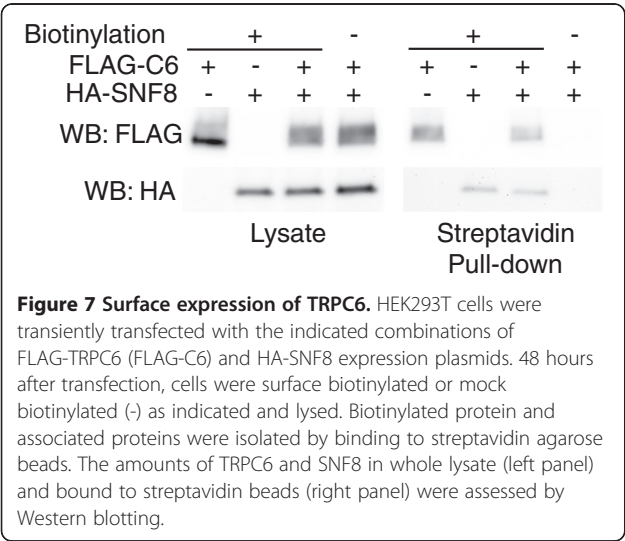 Biotinylation + - + -
FLAG-C6 + - + + + - + +
HA-SNF8 - + + + - + + +
WB: FLAG
WB: HA
Lysate Streptavidin
Pull-down
Figure 7 Surface expression of TRPC6. HEK293T cells were
transiently transfected with the indicated combinations of
FLAG-TRPC6 (FLAG-C6) and HA-SNF8 expression plasmids. 48 hours
after transfection, cells were surface biotinylated or mock
biotinylated (-) as indicated and lysed. Biotinylated protein and
associated proteins were isolated by binding to streptavidin agarose
beads. The amounts of TRPC6 and SNF8 in whole lysate (left panel)
and bound to streptavidin beads (right panel) were assessed by
Western blotting.